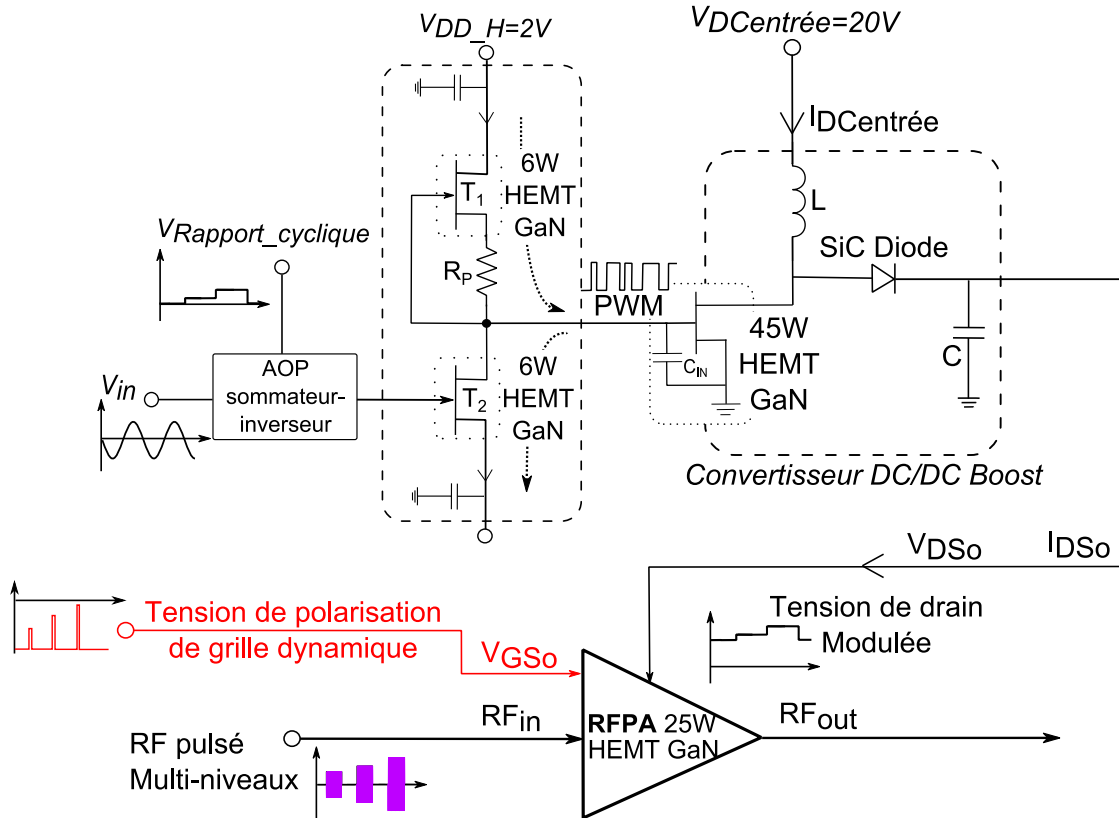 VDD_H=2V
VDCentrée=20V
IDCentrée
6W
HEMT
GaN
T1
L
VRapport_cyclique
SiC Diode
RP
PWM
45W
HEMT
GaN
CIN
C
AOP
sommateur-
inverseur
Vin
6W
HEMT
GaN
T2
Convertisseur DC/DC Boost
VDSo
IDSo
Tension de polarisation
de grille dynamique
VGSo
Tension de drain
Modulée
RFin
RFPA 25W
HEMT GaN
RFout
RF pulsé
Multi-niveaux